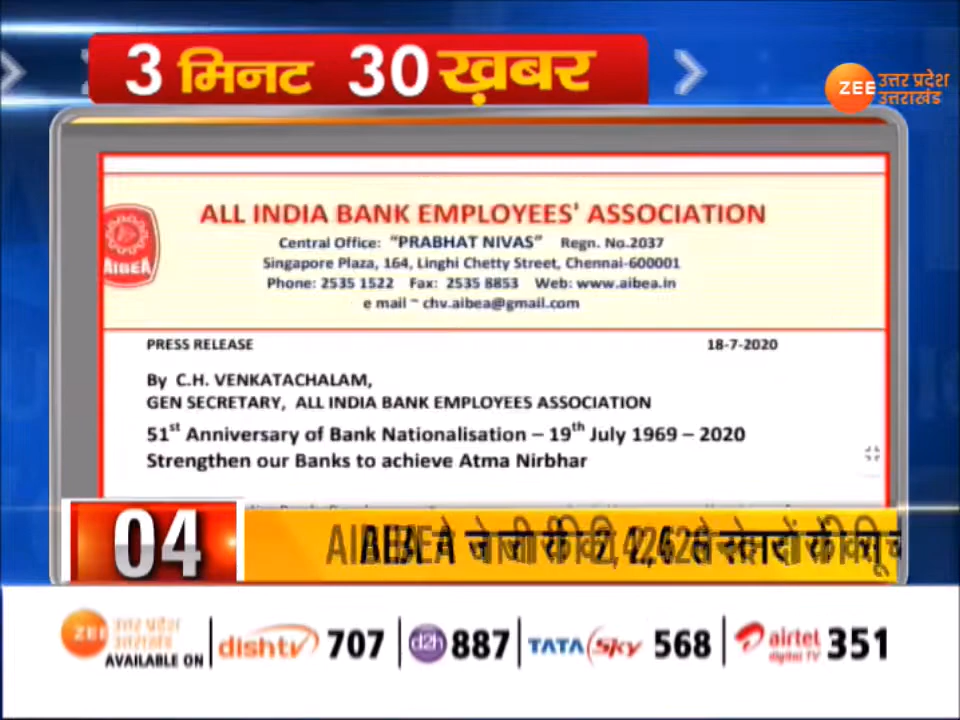 3 मिनट 30 ख़बर
ZEE उत्तर प्रदेश
उत्तराखंड
ALL INDIA BANK EMPLOYEES' ASSOCIATION
Central Office: "PRABHAT NIVAS" Regn. No.2037
Singapore Plaza, 164, Linghi Chetty Street, Chennai-600001
Phone: 2535 1522 Fax: 2535 8853 Web: www.aibea.in
e mail ~ chv.aibea@gmail.com
AIBEA
PRESS RELEASE 18-7-2020
By C.H. VENKATACHALAM,
GEN SECRETARY, ALL INDIA BANK EMPLOYEES ASSOCIATION
51st Anniversary of Bank Nationalisation – 19th July 1969 – 2020
Strengthen our Banks to achieve Atma Nirbhar
04
ZEE उत्तर प्रदेश
उत्तराखंड
AVAILABLE ON
dishtv 707
d2h 887
TATA Sky 568
airtel digital TV 351